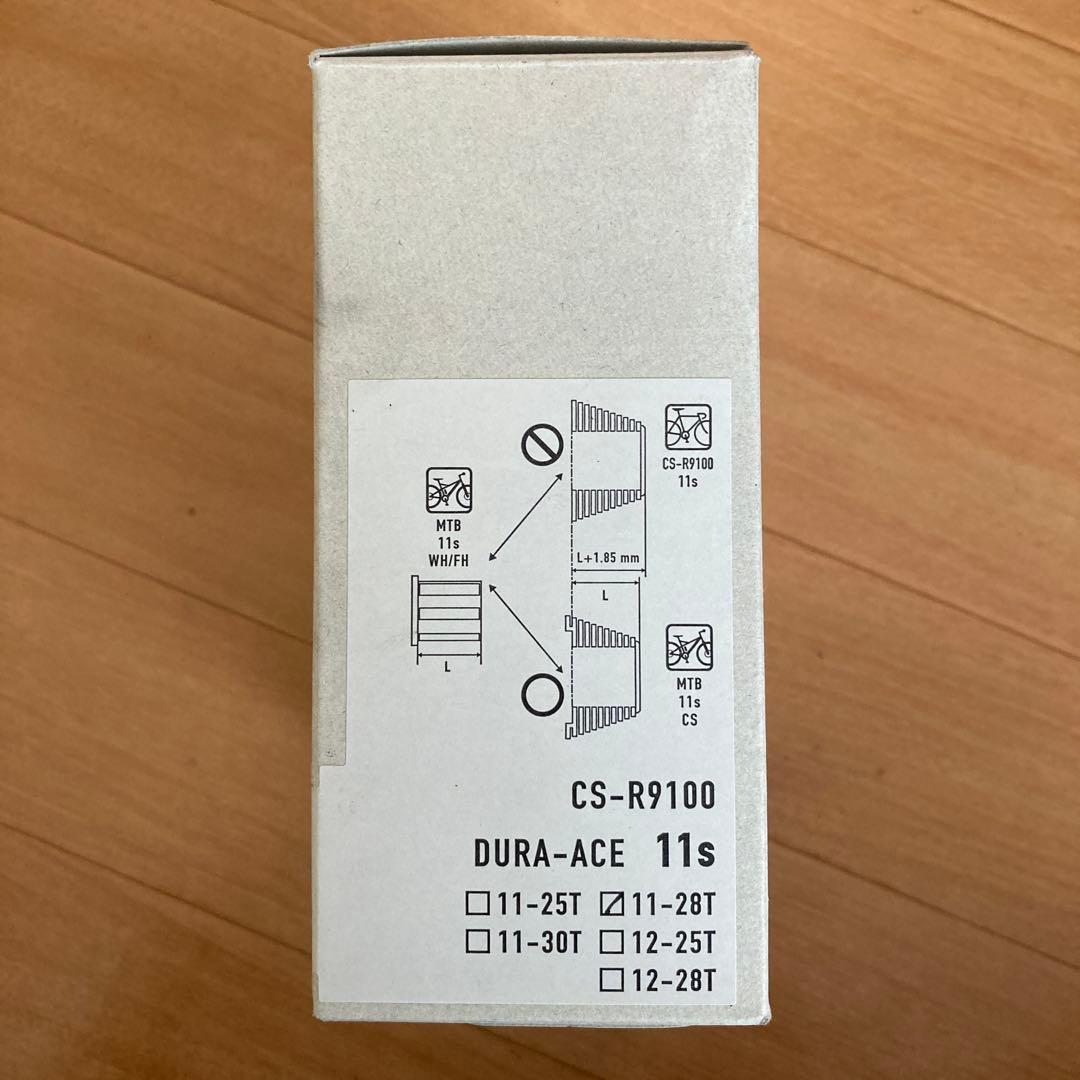 CS-R9100
11s
MTB
11s
WH/FH
L+1.85 mm
L
L
MTB
11s
CS
CS-R9100
DURA-ACE 11s
11-25T 11-28T
11-30T 12-25T
12-28T